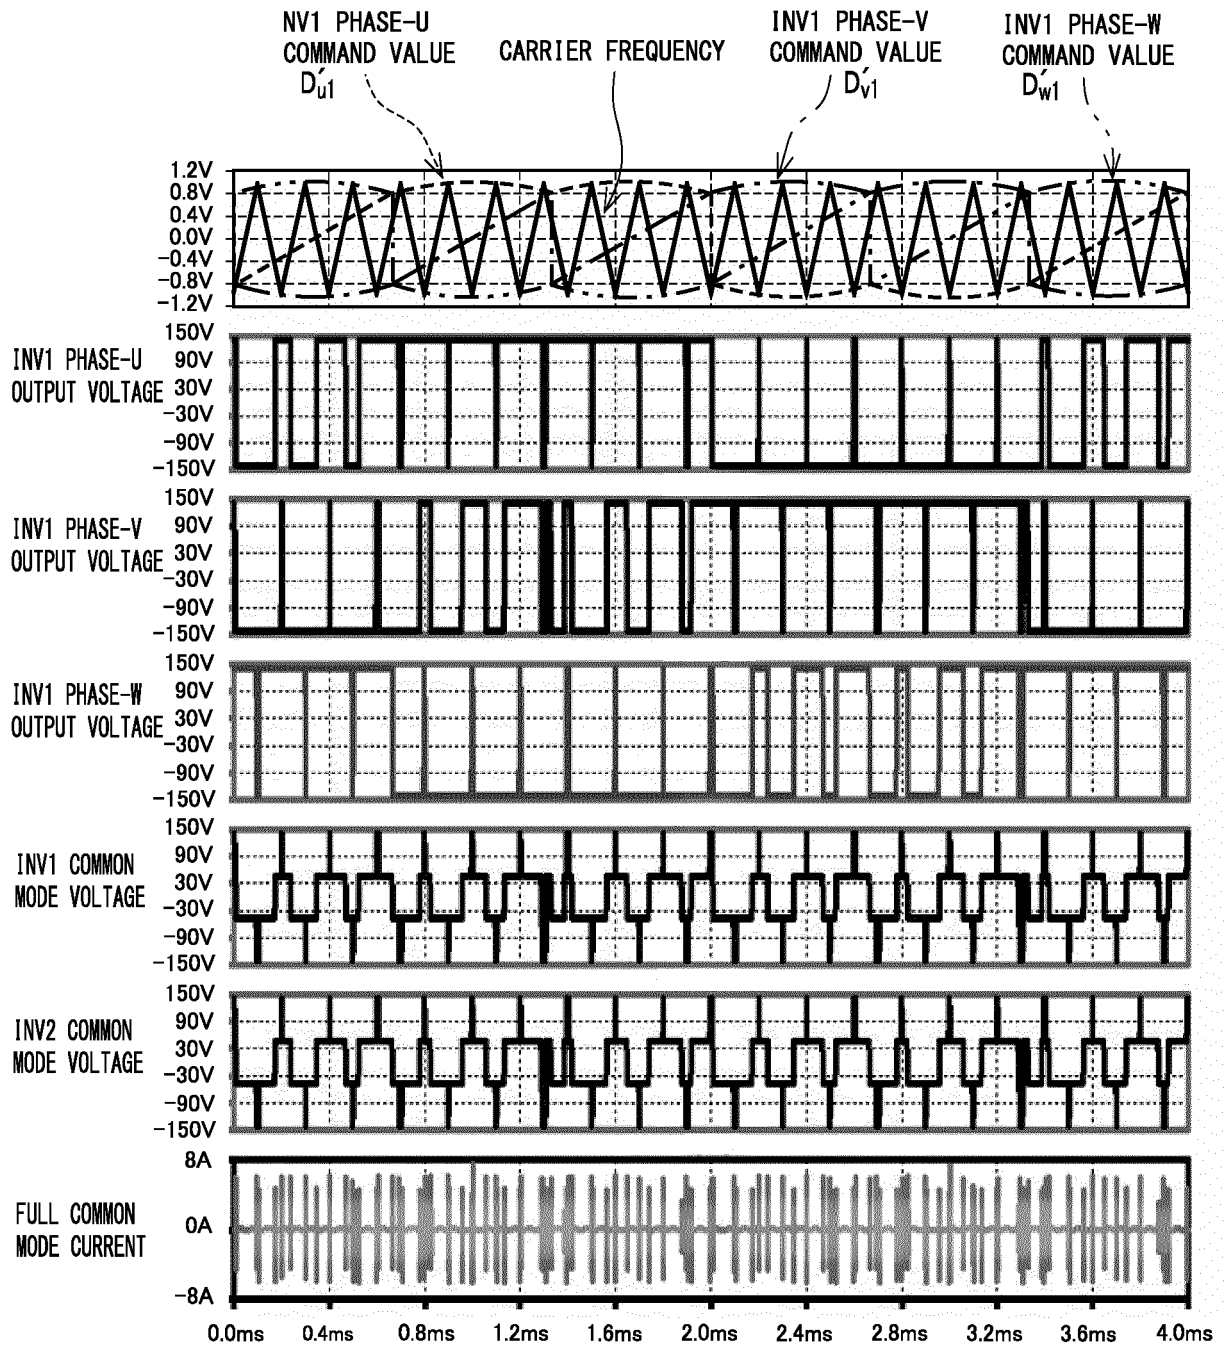 NV1 PHASE-U
COMMAND VALUE
D'u1
CARRIER FREQUENCY
INV1 PHASE-V
COMMAND VALUE
D'v1
INV1 PHASE-W
COMMAND VALUE
D'w1
1.2V
0.8V
0.4V
0.0V
-0.4V
-0.8V
-1.2V
INV1 PHASE-U
OUTPUT VOLTAGE
150V
90V
30V
-30V
-90V
-150V
INV1 PHASE-V
OUTPUT VOLTAGE
150V
90V
30V
-30V
-90V
-150V
INV1 PHASE-W
OUTPUT VOLTAGE
150V
90V
30V
-30V
-90V
-150V
INV1 COMMON
MODE VOLTAGE
150V
90V
30V
-30V
-90V
-150V
INV2 COMMON
MODE VOLTAGE
150V
90V
30V
-30V
-90V
-150V
FULL COMMON
MODE CURRENT
8A
0A
-8A
0.0ms 0.4ms 0.8ms 1.2ms 1.6ms 2.0ms 2.4ms 2.8ms 3.2ms 3.6ms 4.0ms